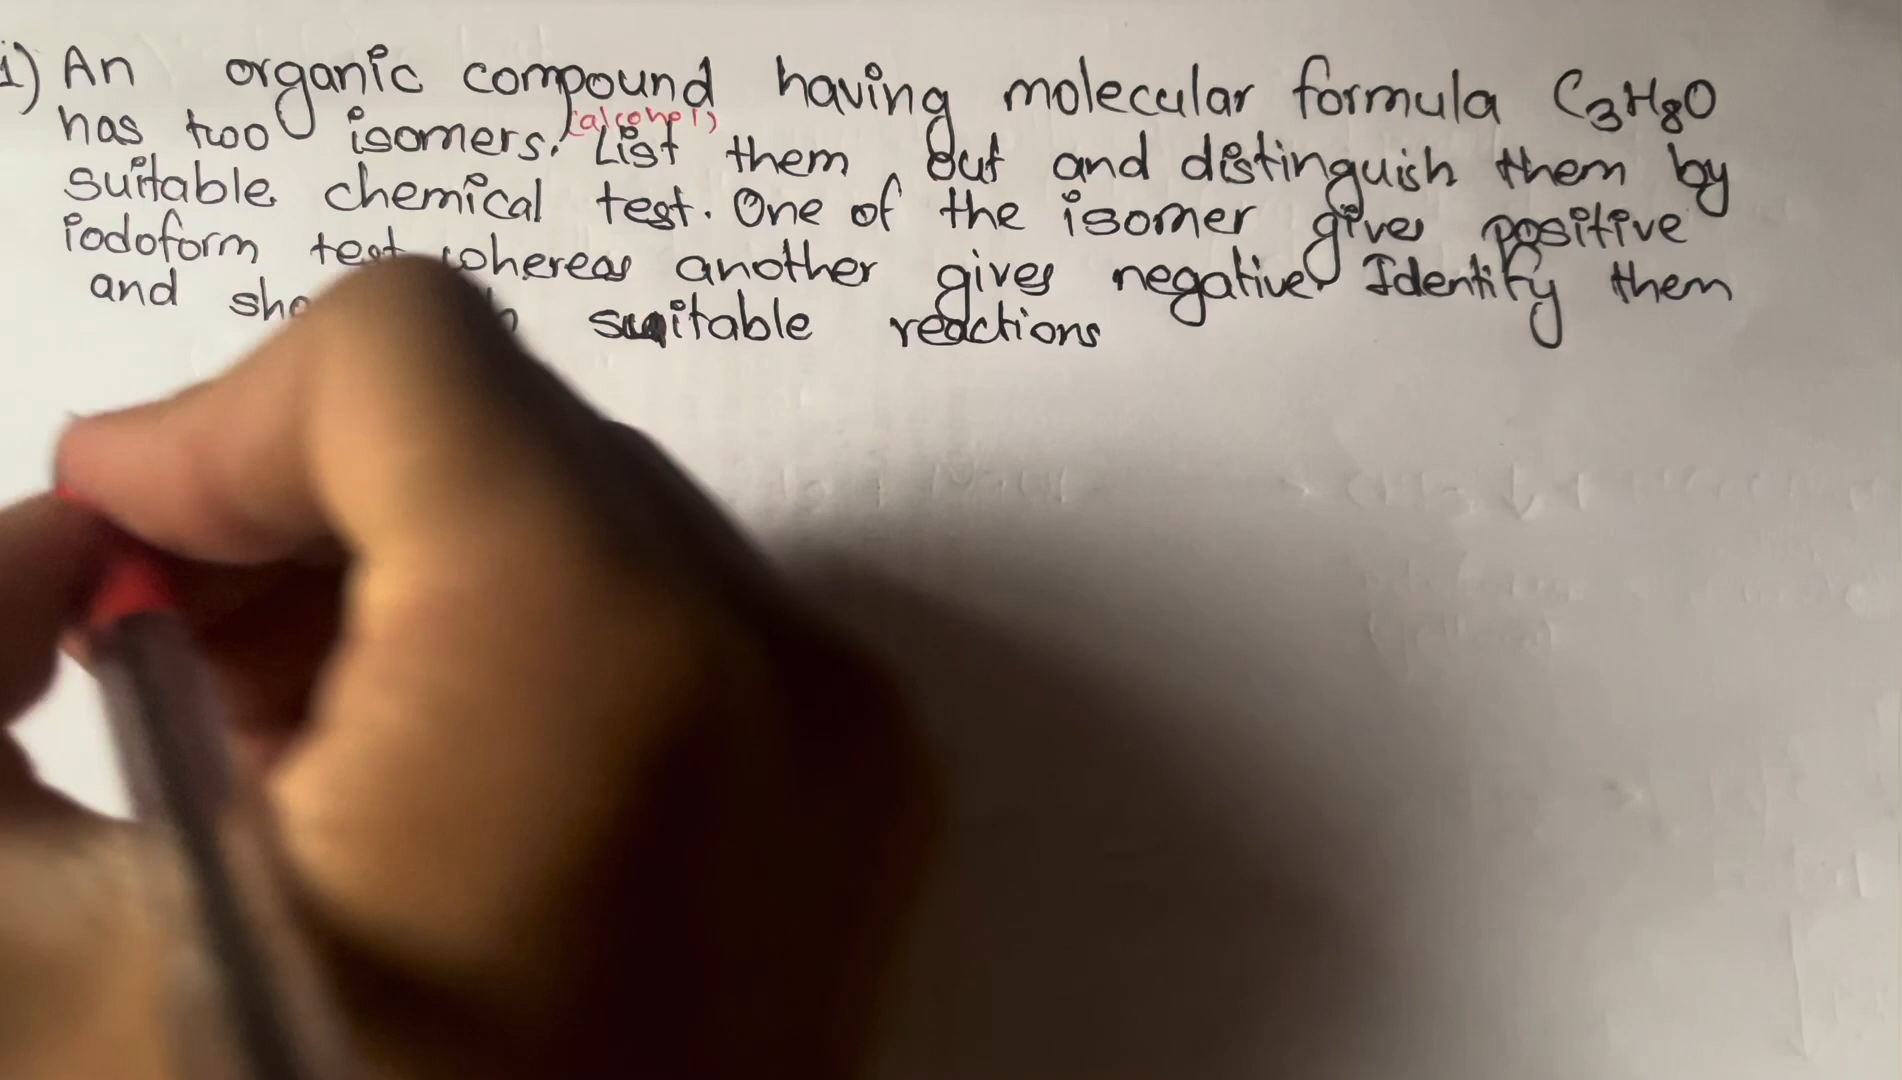 1) An organic compound having molecular formula C3H8O
has two isomers. (alcohol) List them out and distinguish them by
suitable chemical test. One of the isomer gives positive
iodoform test whereas another gives negative Identify them
and suitable reactions